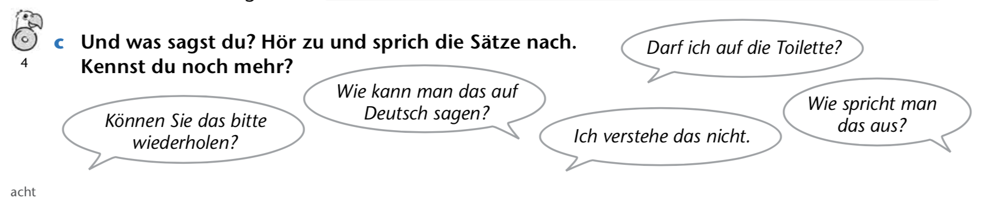 c Und was sagst du? Hör zu und sprich die Sätze nach.
Kennst du noch mehr?
4
Darf ich auf die Toilette?
Wie kann man das auf
Deutsch sagen?
Wie spricht man
das aus?
Können Sie das bitte
wiederholen?
Ich verstehe das nicht.
acht